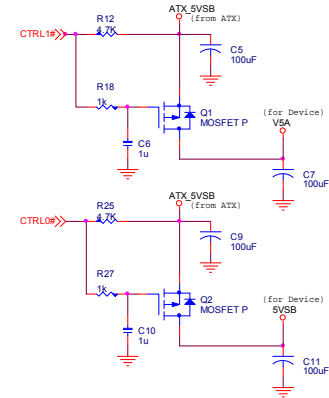 R12
4.7K
ATX_5VSB
(from ATX)
CTRL1#
C5
100uF
R18
1k
Q1
MOSFET P
C6
1u
(for Device)
V5A
C7
100uF
R25
4.7K
ATX_5VSB
(from ATX)
CTRL0#
C9
100uF
R27
1k
Q2
MOSFET P
C10
1u
(for Device)
5VSB
C11
100uF